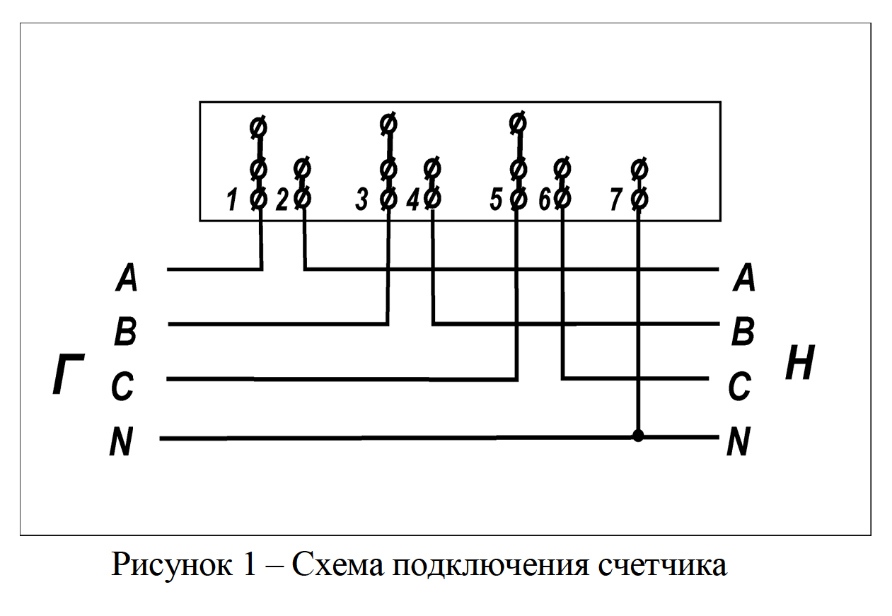 1 2 3 4 5 6 7
A A
B B
Г Н
C C
N N
Рисунок 1 – Схема подключения счетчика